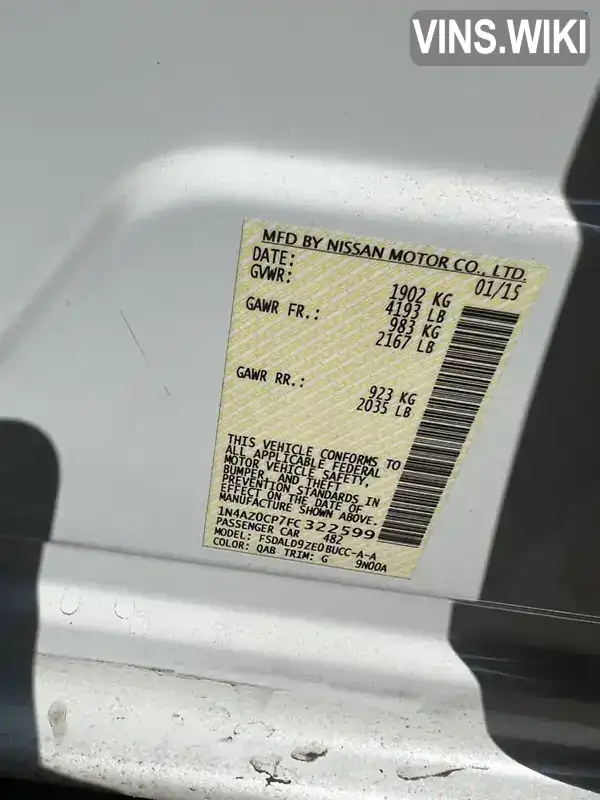 VINS.WIKI
MFD BY NISSAN MOTOR CO., LTD.
DATE: 01/15
GVWR: 1902 KG
4193 LB
GAWR FR.: 983 KG
2167 LB
GAWR RR.: 923 KG
2035 LB
THIS VEHICLE CONFORMS TO
ALL APPLICABLE FEDERAL
MOTOR VEHICLE SAFETY,
BUMPER, AND THEFT
PREVENTION STANDARDS IN
EFFECT ON THE DATE OF
MANUFACTURE SHOWN ABOVE.
1N4AZ0CP7FC322599
PASSENGER CAR 482
MODEL: FSDALD9ZE0BUCC-A-A
COLOR: QAB TRIM: G 9N00A